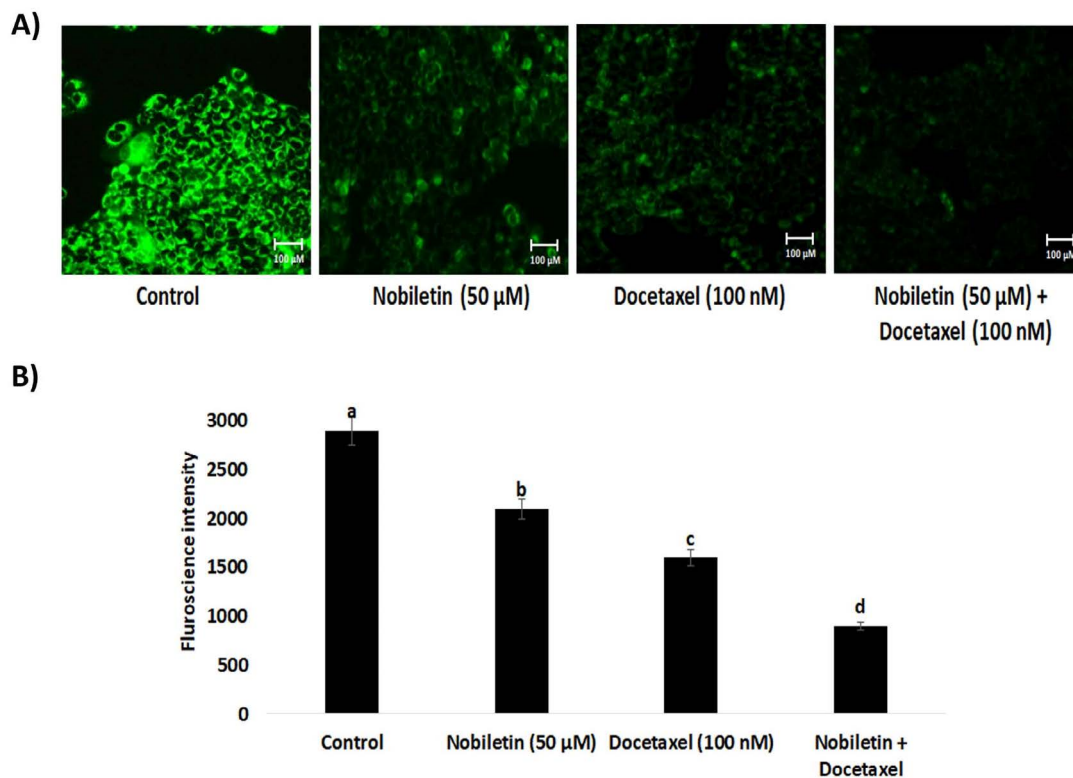 A)
100 µM
100 µM
100 µM
100 µM
Control
Nobiletin (50 µM)
Docetaxel (100 nM)
Nobiletin (50 µM) +
Docetaxel (100 nM)
B)
Fluroscience intensity
3000
2500
2000
1500
1000
500
0
a
b
c
d
Control
Nobiletin (50 µM)
Docetaxel (100 nM)
Nobiletin +
Docetaxel